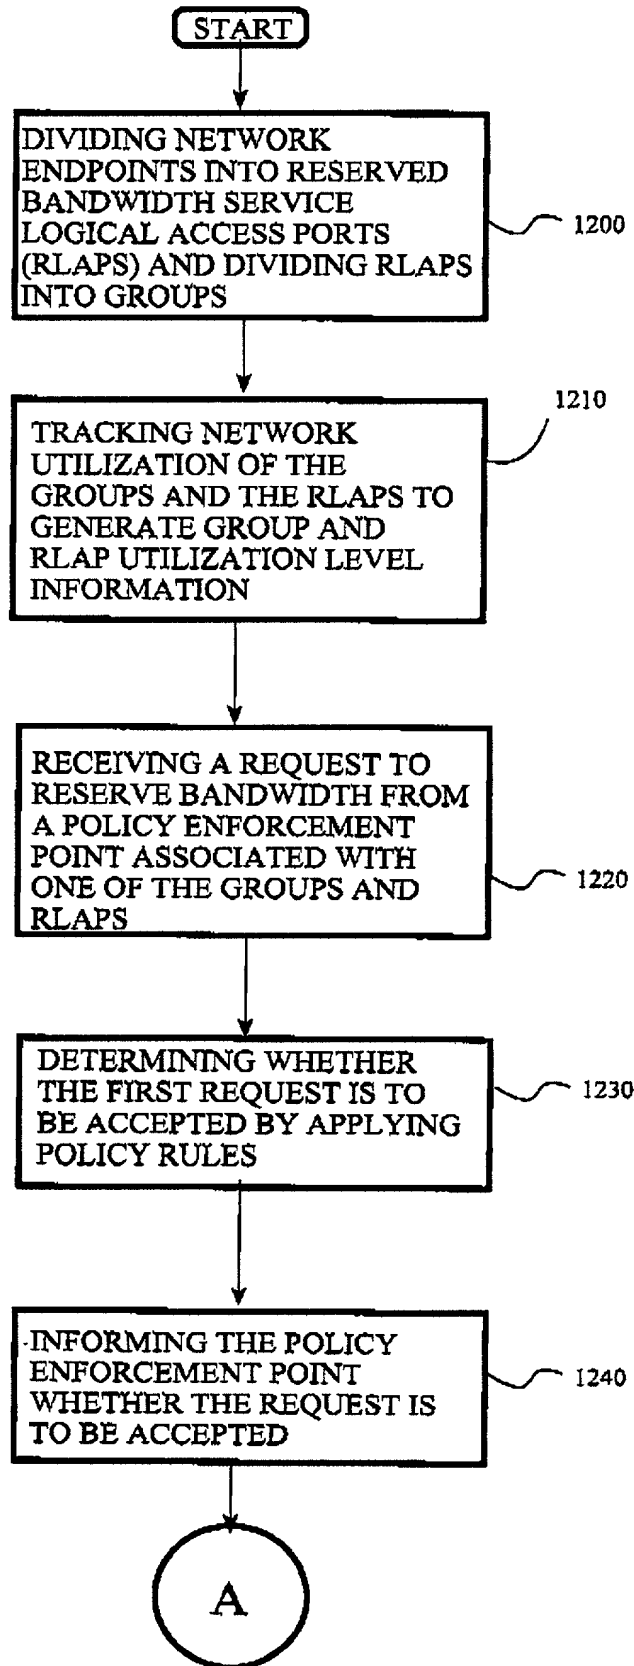 START
DIVIDING NETWORK
ENDPOINTS INTO RESERVED
BANDWIDTH SERVICE
LOGICAL ACCESS PORTS
(RLAPS) AND DIVIDING RLAPS
INTO GROUPS
1200
TRACKING NETWORK
UTILIZATION OF THE
GROUPS AND THE RLAPS TO
GENERATE GROUP AND
RLAP UTILIZATION LEVEL
INFORMATION
1210
RECEIVING A REQUEST TO
RESERVE BANDWIDTH FROM
A POLICY ENFORCEMENT
POINT ASSOCIATED WITH
ONE OF THE GROUPS AND
RLAPS
1220
DETERMINING WHETHER
THE FIRST REQUEST IS TO
BE ACCEPTED BY APPLYING
POLICY RULES
1230
INFORMING THE POLICY
ENFORCEMENT POINT
WHETHER THE REQUEST IS
TO BE ACCEPTED
1240
A